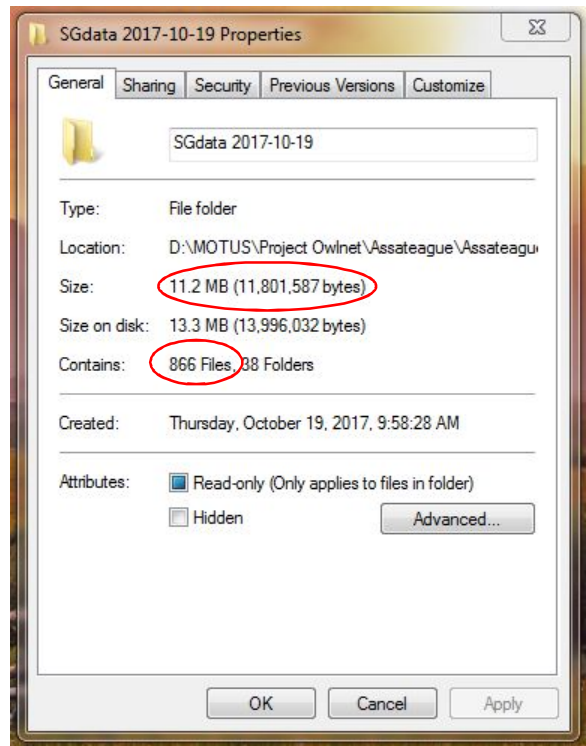 SGdata 2017-10-19 Properties
General Sharing Security Previous Versions Customize
SGdata 2017-10-19
Type: File folder
Location: D:\MOTUS\Project Owlnet\Assateague\Assateagu
Size: 11.2 MB (11,801,587 bytes)
Size on disk: 13.3 MB (13,996,032 bytes)
Contains: 866 Files, 38 Folders
Created: Thursday, October 19, 2017, 9:58:28 AM
Attributes: Read-only (Only applies to files in folder)
Hidden Advanced...
OK Cancel Apply